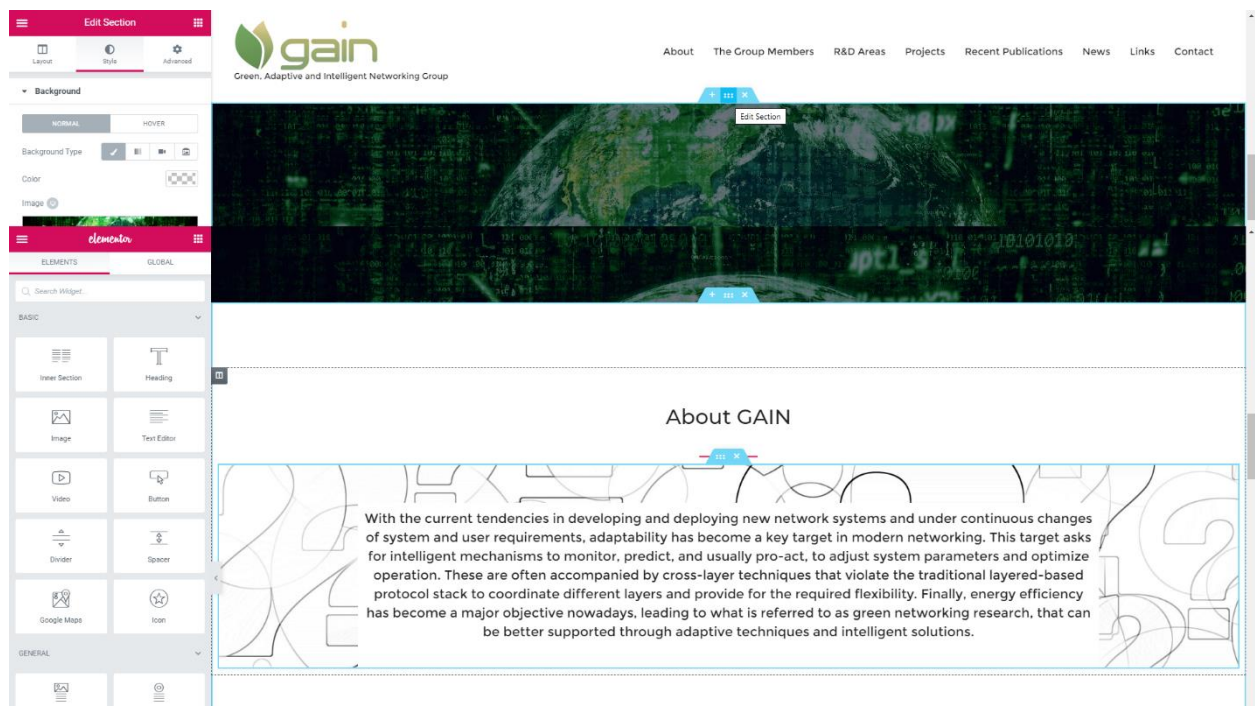 Edit Section
Layout
Style
Advanced
Background
NORMAL
HOVER
Background Type
Color
Image
elementor
ELEMENTS
GLOBAL
Search Widget...
BASIC
Inner Section
Heading
Image
Text Editor
Video
Button
Divider
Spacer
Google Maps
Icon
GENERAL
gain
Green, Adaptive and Intelligent Networking Group
About The Group Members R&D Areas Projects Recent Publications News Links Contact
Edit Section
10101010
About GAIN
With the current tendencies in developing and deploying new network systems and under continuous changes
of system and user requirements, adaptability has become a key target in modern networking. This target asks
for intelligent mechanisms to monitor, predict, and usually pro-act, to adjust system parameters and optimize
operation. These are often accompanied by cross-layer techniques that violate the traditional layered-based
protocol stack to coordinate different layers and provide for the required flexibility. Finally, energy efficiency
has become a major objective nowadays, leading to what is referred to as green networking research, that can
be better supported through adaptive techniques and intelligent solutions.